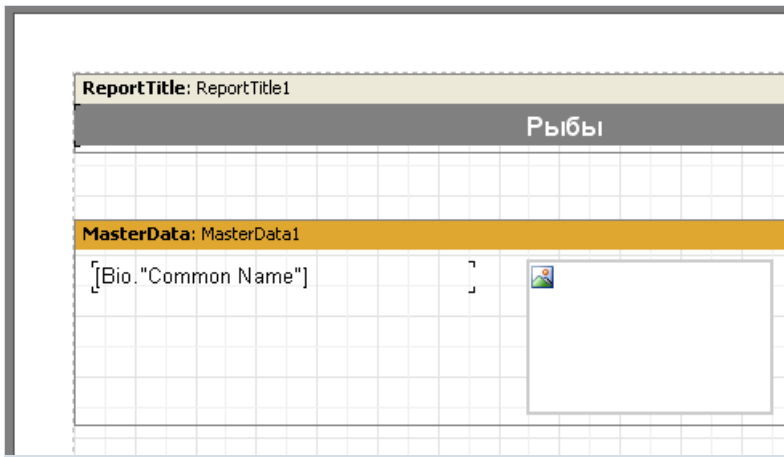 ReportTitle: ReportTitle1
Рыбы
MasterData: MasterData1
[Bio."Common Name"]